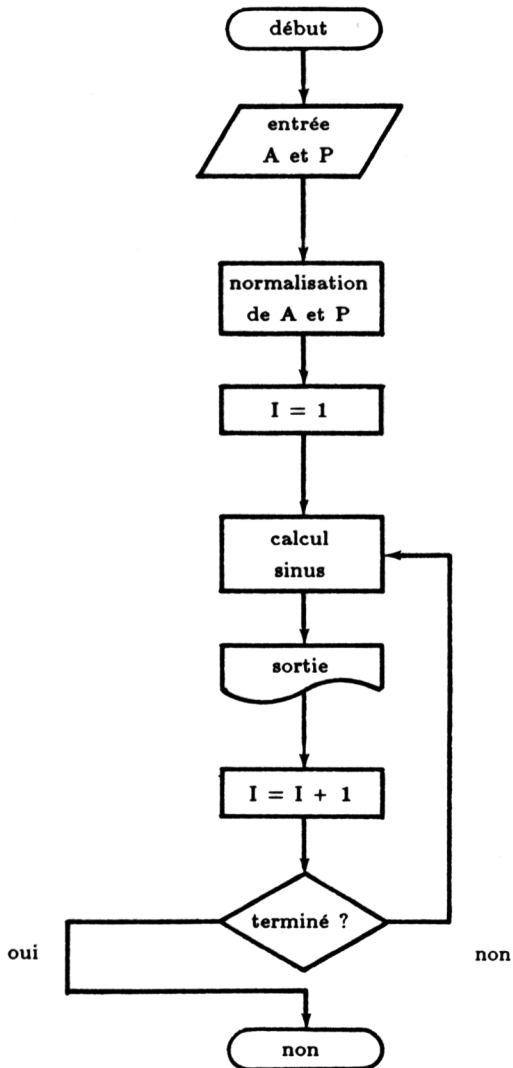 début
entrée
A et P
normalisation
de A et P
I = 1
calcul
sinus
sortie
I = I + 1
terminé ?
oui
non
non